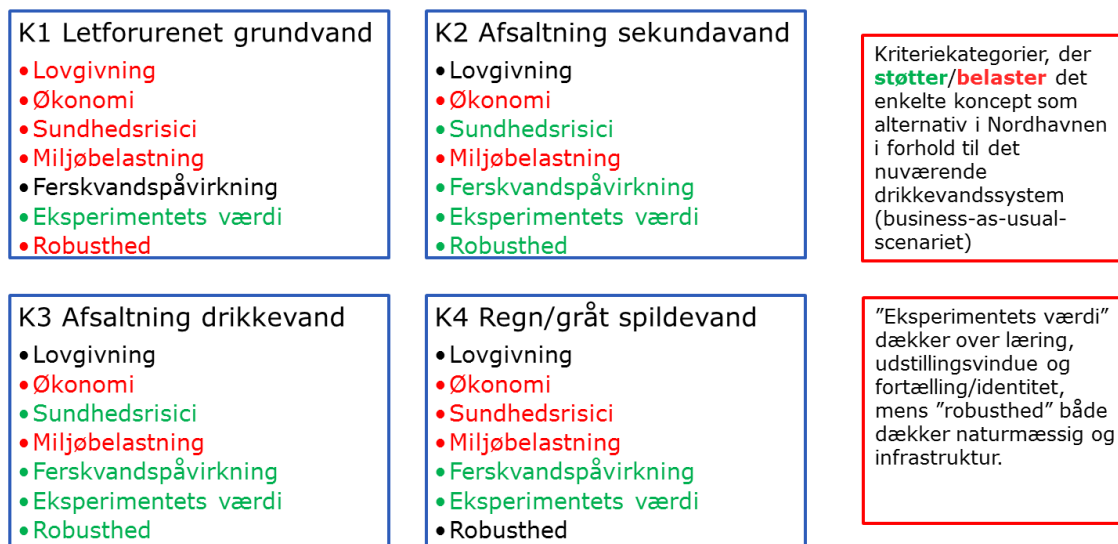 K1 Letforurenet grundvand
• Lovgivning
• Økonomi
• Sundhedsrisici
• Miljøbelastning
• Ferskvandspåvirkning
• Eksperimentets værdi
• Robusthed
K2 Afsaltning sekundavand
• Lovgivning
• Økonomi
• Sundhedsrisici
• Miljøbelastning
• Ferskvandspåvirkning
• Eksperimentets værdi
• Robusthed
Kriteriekategorier, der
støtter/belaster det
enkelte koncept som
alternativ i Nordhavnen
i forhold til det
nuværende
drikkevandssystem
(business-as-usual-
scenariet)
K3 Afsaltning drikkevand
• Lovgivning
• Økonomi
• Sundhedsrisici
• Miljøbelastning
• Ferskvandspåvirkning
• Eksperimentets værdi
• Robusthed
K4 Regn/gråt spildevand
• Lovgivning
• Økonomi
• Sundhedsrisici
• Miljøbelastning
• Ferskvandspåvirkning
• Eksperimentets værdi
• Robusthed
”Eksperimentets værdi”
dækker over læring,
udstillingsvindue og
fortælling/identitet,
mens ”robusthed” både
dækker naturmæssig og
infrastruktur.